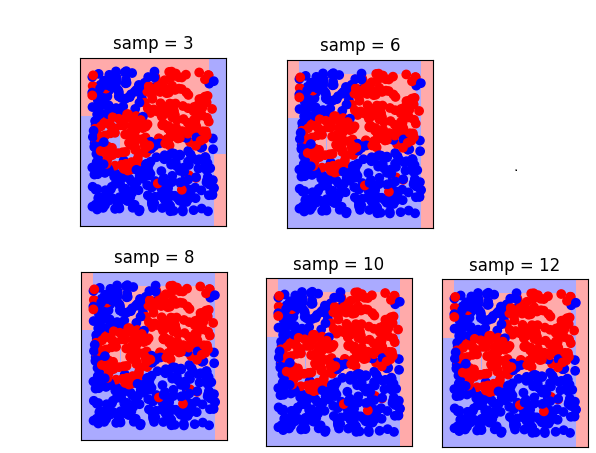 samp = 3
samp = 6
samp = 8
samp = 10
samp = 12